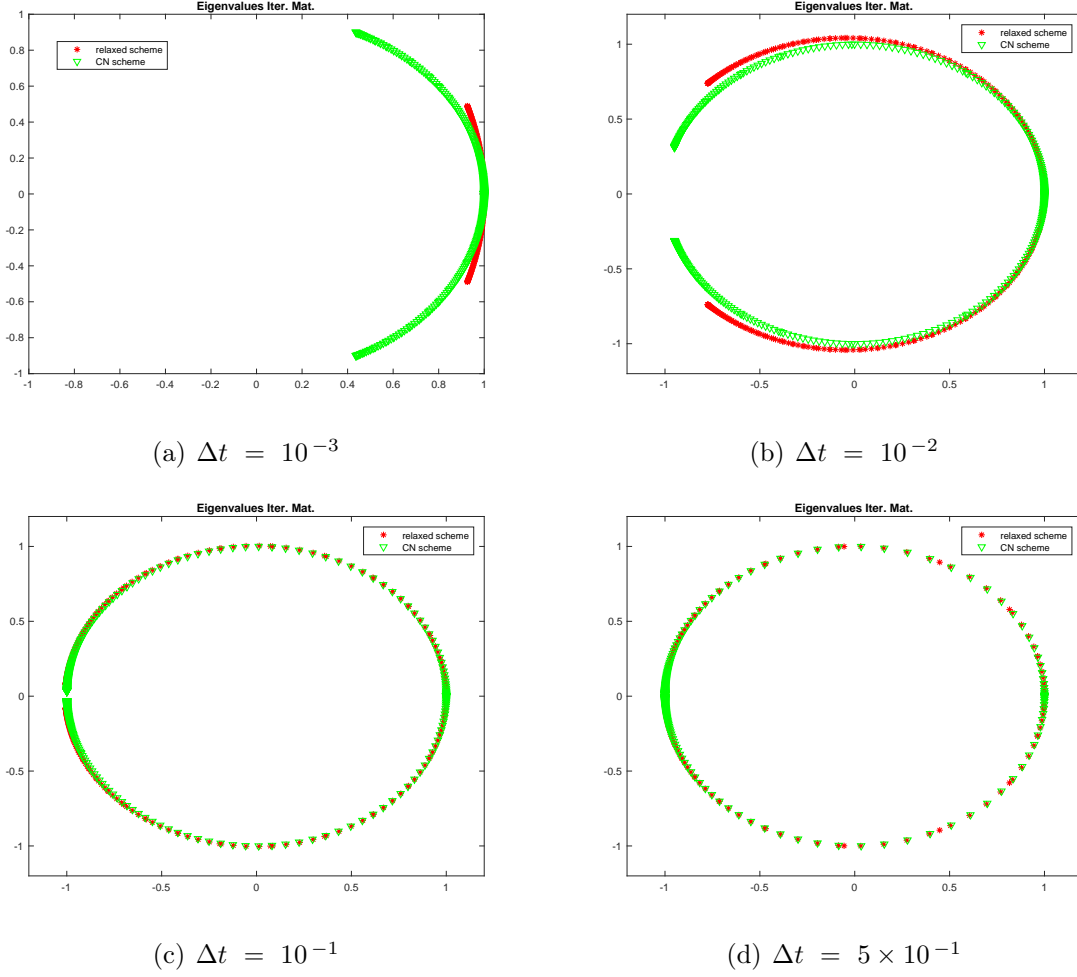 Eigenvalues Iter. Mat.
1
0.8
0.6
0.4
0.2
0
-0.2
-0.4
-0.6
-0.8
-1
relaxed scheme
CN scheme
-1 -0.8 -0.6 -0.4 -0.2 0 0.2 0.4 0.6 0.8 1
(a) Δt = 10⁻³
Eigenvalues Iter. Mat.
1
0.5
0
-0.5
-1
relaxed scheme
CN scheme
-1 -0.5 0 0.5 1
(b) Δt = 10⁻²
Eigenvalues Iter. Mat.
1
0.5
0
-0.5
-1
relaxed scheme
CN scheme
-1 -0.5 0 0.5 1
(c) Δt = 10⁻¹
Eigenvalues Iter. Mat.
1
0.5
0
-0.5
-1
relaxed scheme
CN scheme
-1 -0.5 0 0.5 1
(d) Δt = 5 × 10⁻¹